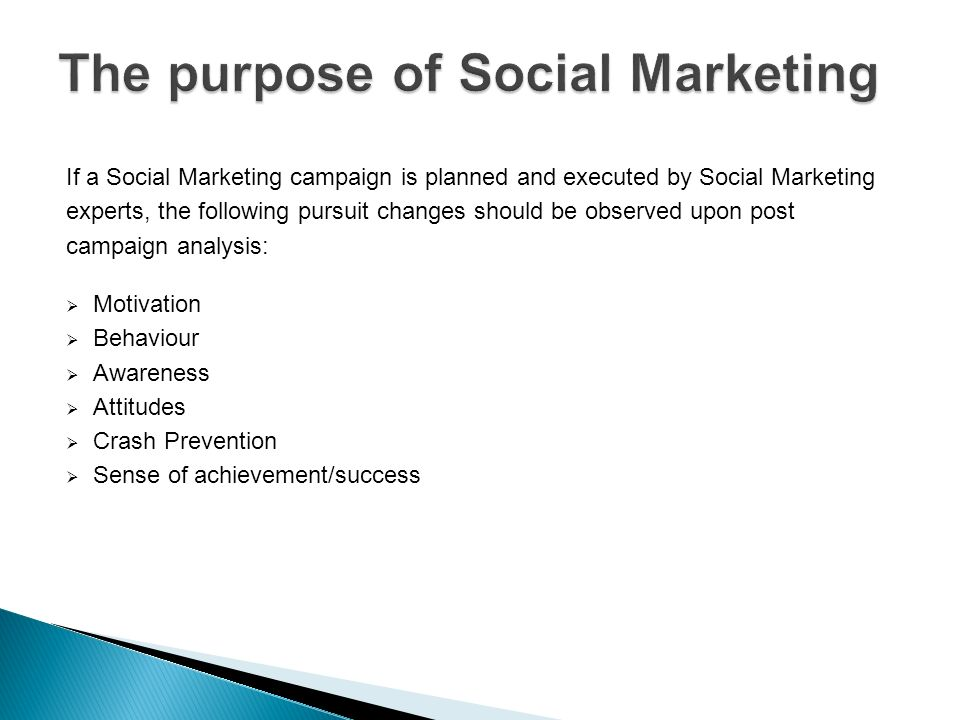 The purpose of Social Marketing
If a Social Marketing campaign is planned and executed by Social Marketing
experts, the following pursuit changes should be observed upon post
campaign analysis:
➢ Motivation
➢ Behaviour
➢ Awareness
➢ Attitudes
➢ Crash Prevention
➢ Sense of achievement/success